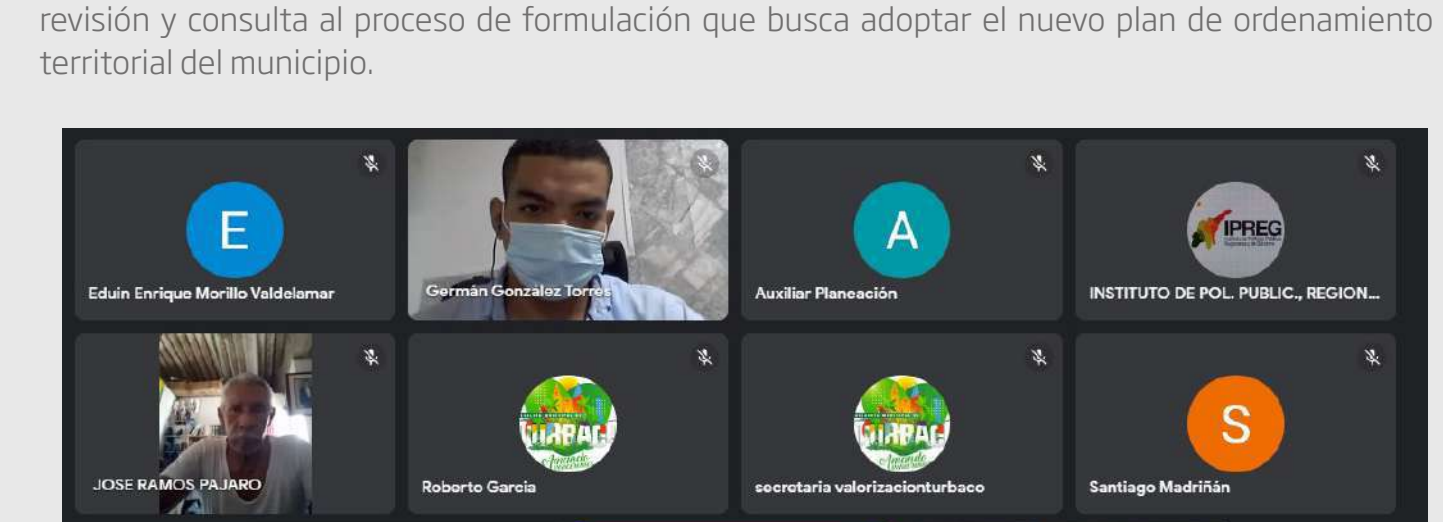 revisión y consulta al proceso de formulación que busca adoptar el nuevo plan de ordenamiento
territorial del municipio.
E
Eduin Enrique Morillo Valdelamar
Germán González Torres
A
Auxiliar Planeación
IPREG
INSTITUTO DE POL. PUBLIC., REGION...
JOSE RAMOS PAJARO
Roberto Garcia
secretaria valorizacionturbaco
S
Santiago Madriñán